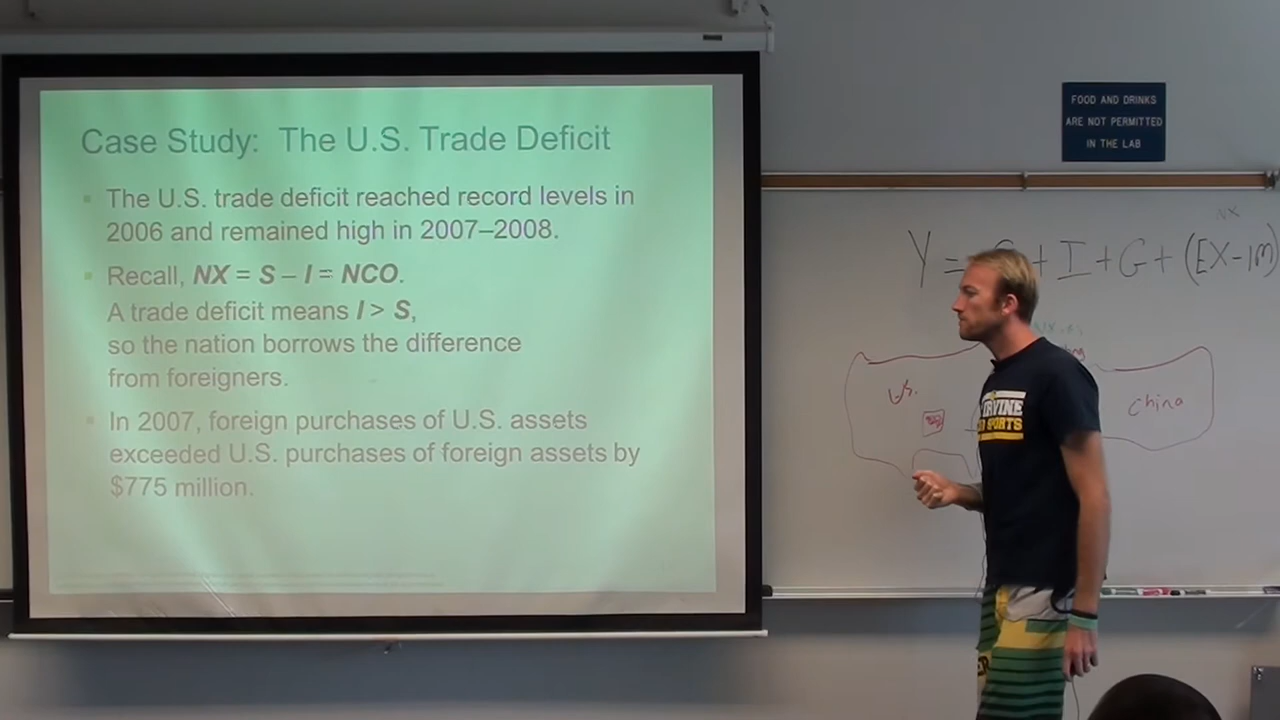 Case Study: The U.S. Trade Deficit
The U.S. trade deficit reached record levels in
2006 and remained high in 2007–2008.
Recall, NX = S – I = NCO.
A trade deficit means I > S,
so the nation borrows the difference
from foreigners.
In 2007, foreign purchases of U.S. assets
exceeded U.S. purchases of foreign assets by
$775 million.
FOOD AND DRINKS
ARE NOT PERMITTED
IN THE LAB
NX
Y = + I + G + (EX-IM)
U.S.
China
IRVINE
SPORTS